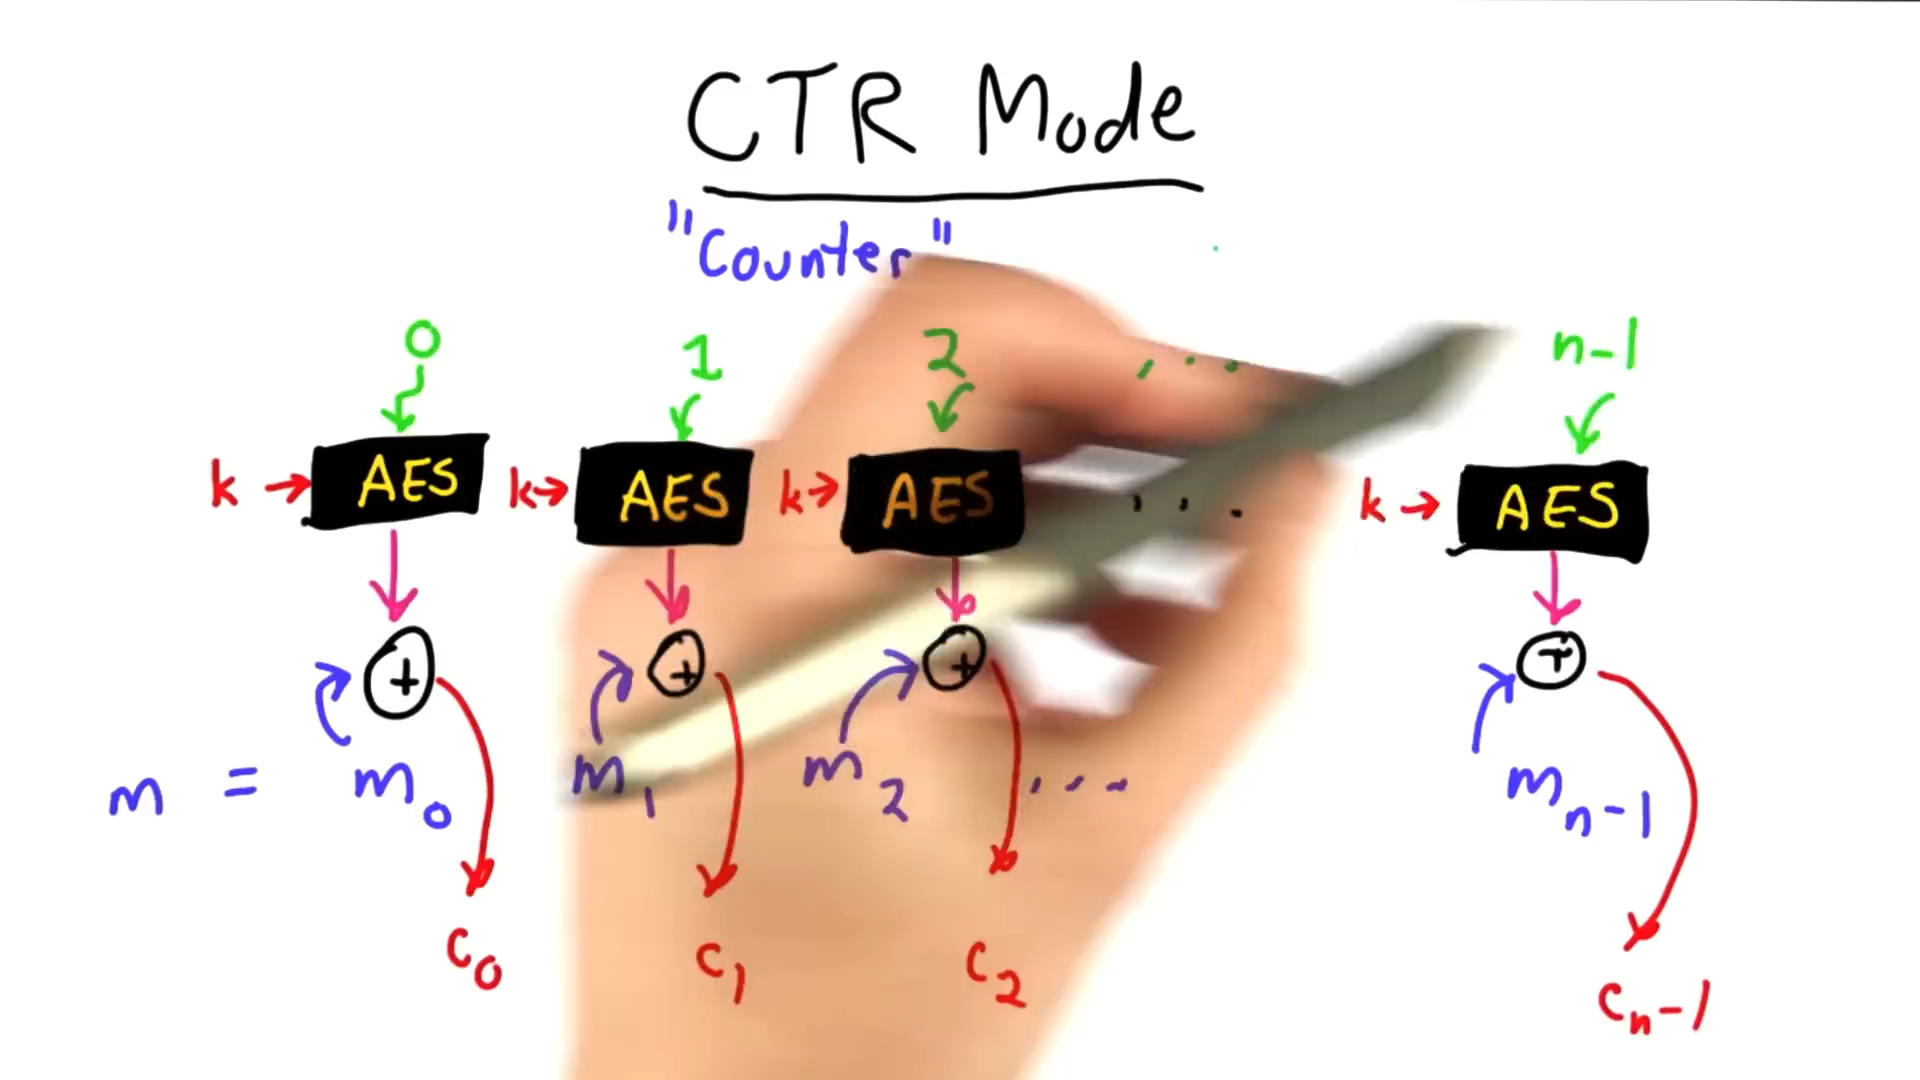 CTR Mode
"Counter"
0 1 2 ... n-1
k → AES k → AES k → AES ... k → AES
+ + + +
m = m₀ m₁ m₂ ... mₙ₋₁
c₀ c₁ c₂ cₙ₋₁